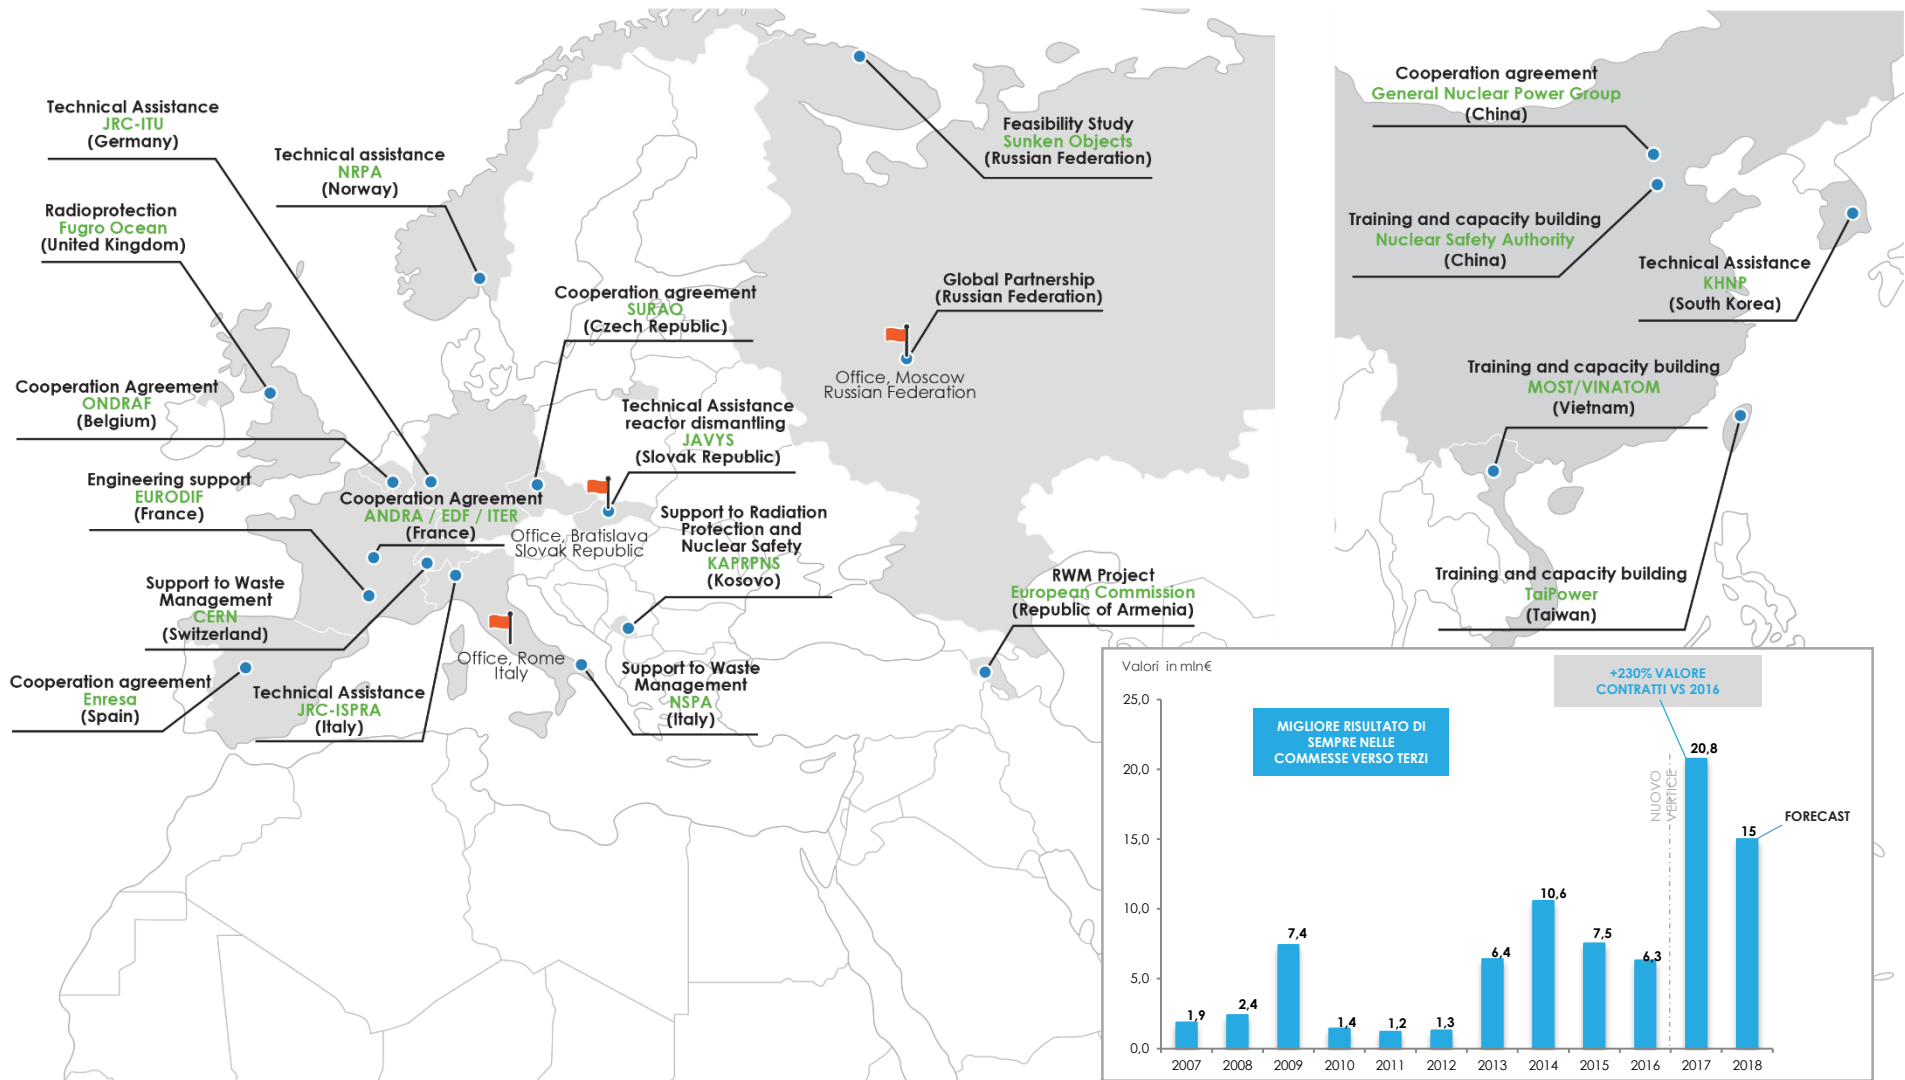 Technical Assistance
JRC-ITU
(Germany)
Technical assistance
NRPA
(Norway)
Radioprotection
Fugro Ocean
(United Kingdom)
Feasibility Study
Sunken Objects
(Russian Federation)
Cooperation agreement
SURAO
(Czech Republic)
Global Partnership
(Russian Federation)
Office, Moscow
Russian Federation
Cooperation Agreement
ONDRAF
(Belgium)
Technical Assistance
reactor dismantling
JAVYS
(Slovak Republic)
Engineering support
EURODIF
(France)
Cooperation Agreement
ANDRA / EDF / ITER
(France)
Office, Bratislava
Slovak Republic
Support to Radiation
Protection and
Nuclear Safety
KAPRPNS
(Kosovo)
Support to Waste
Management
CERN
(Switzerland)
RWM Project
European Commission
(Republic of Armenia)
Office, Rome
Italy
Cooperation agreement
Enresa
(Spain)
Technical Assistance
JRC-ISPRA
(Italy)
Support to Waste
Management
NSPA
(Italy)
Cooperation agreement
General Nuclear Power Group
(China)
Training and capacity building
Nuclear Safety Authority
(China)
Technical Assistance
KHNP
(South Korea)
Training and capacity building
MOST/VINATOM
(Vietnam)
Training and capacity building
TaiPower
(Taiwan)
Valori in mln€
+230% VALORE
CONTRATTI VS 2016
MIGLIORE RISULTATO DI
SEMPRE NELLE
COMMESSE VERSO TERZI
NUOVO
VERTICE
FORECAST
25,0
20,0
15,0
10,0
5,0
0,0
1,9
2,4
7,4
1,4
1,2
1,3
6,4
10,6
7,5
6,3
20,8
15
2007 2008 2009 2010 2011 2012 2013 2014 2015 2016 2017 2018